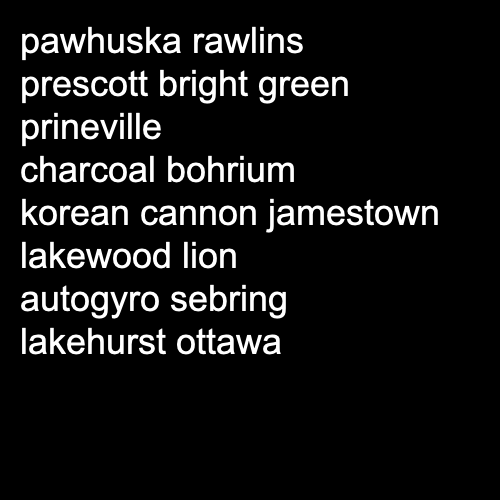 pawhuska rawlins
prescott bright green
prineville
charcoal bohrium
korean cannon jamestown
lakewood lion
autogyro sebring
lakehurst ottawa